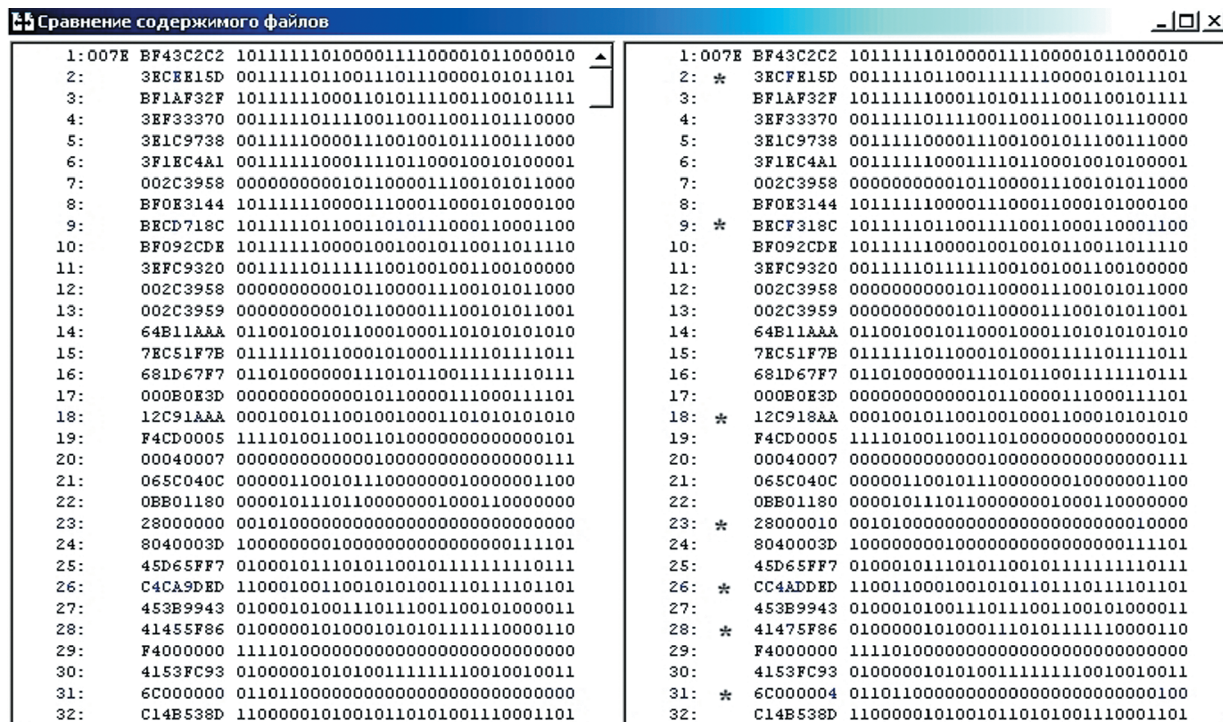 Сравнение содержимого файлов
1:007E BF43C2C2 10111111010000111100001011000010
2: 3ECEE15D 00111110110011101110000101011101
3: BF1AF32F 10111111000110101111001100101111
4: 3EF33370 00111110111100110011001101110000
5: 3E1C9738 00111110000111001001011100111000
6: 3F1EC4A1 00111111000111101100010010100001
7: 002C3958 00000000001011000011100101011000
8: BF0E3144 10111111000011100011000101000100
9: BECD718C 10111110110011010111000110001100
10: BF092CDE 10111111000010010010110011011110
11: 3EFC9320 00111110111111001001001100100000
12: 002C3958 00000000001011000011100101011000
13: 002C3959 00000000001011000011100101011001
14: 64B11AAA 01100100101100010001101010101010
15: 7EC51F7B 01111110110001010001111101111011
16: 681D67F7 01101000000111010110011111110111
17: 000B0E3D 00000000000010110000111000111101
18: 12C91AAA 00010010110010010001101010101010
19: F4CD0005 11110100110011010000000000000101
20: 00040007 00000000000001000000000000000111
21: 065C040C 00000110010111000000010000001100
22: 0BB01180 00001011101100000001000110000000
23: 28000000 00101000000000000000000000000000
24: 8040003D 10000000010000000000000000111101
25: 45D65FF7 01000101110101100101111111110111
26: C4CA9DED 11000100110010101001110111101101
27: 453B9943 01000101001110111001100101000011
28: 41455F86 01000001010001010101111110000110
29: F4000000 11110100000000000000000000000000
30: 4153FC93 01000001010100111111110010010011
31: 6C000000 01101100000000000000000000000000
32: C14B538D 11000001010010110101001110001101
1:007E BF43C2C2 10111111010000111100001011000010
2: * 3ECFE15D 00111110110011111110000101011101
3: BF1AF32F 10111111000110101111001100101111
4: 3EF33370 00111110111100110011001101110000
5: 3E1C9738 00111110000111001001011100111000
6: 3F1EC4A1 00111111000111101100010010100001
7: 002C3958 00000000001011000011100101011000
8: BF0E3144 10111111000011100011000101000100
9: * BECF318C 10111110110011110011000110001100
10: BF092CDE 10111111000010010010110011011110
11: 3EFC9320 00111110111111001001001100100000
12: 002C3958 00000000001011000011100101011000
13: 002C3959 00000000001011000011100101011001
14: 64B11AAA 01100100101100010001101010101010
15: 7EC51F7B 01111110110001010001111101111011
16: 681D67F7 01101000000111010110011111110111
17: 000B0E3D 00000000000010110000111000111101
18: * 12C918AA 00010010110010010001100010101010
19: F4CD0005 11110100110011010000000000000101
20: 00040007 00000000000001000000000000000111
21: 065C040C 00000110010111000000010000001100
22: 0BB01180 00001011101100000001000110000000
23: * 28000010 00101000000000000000000000010000
24: 8040003D 10000000010000000000000000111101
25: 45D65FF7 01000101110101100101111111110111
26: * CC4ADDED 11001100010010101101110111101101
27: 453B9943 01000101001110111001100101000011
28: * 41475F86 01000001010001110101111110000110
29: F4000000 11110100000000000000000000000000
30: 4153FC93 01000001010100111111110010010011
31: * 6C000004 01101100000000000000000000000100
32: C14B538D 11000001010010110101001110001101